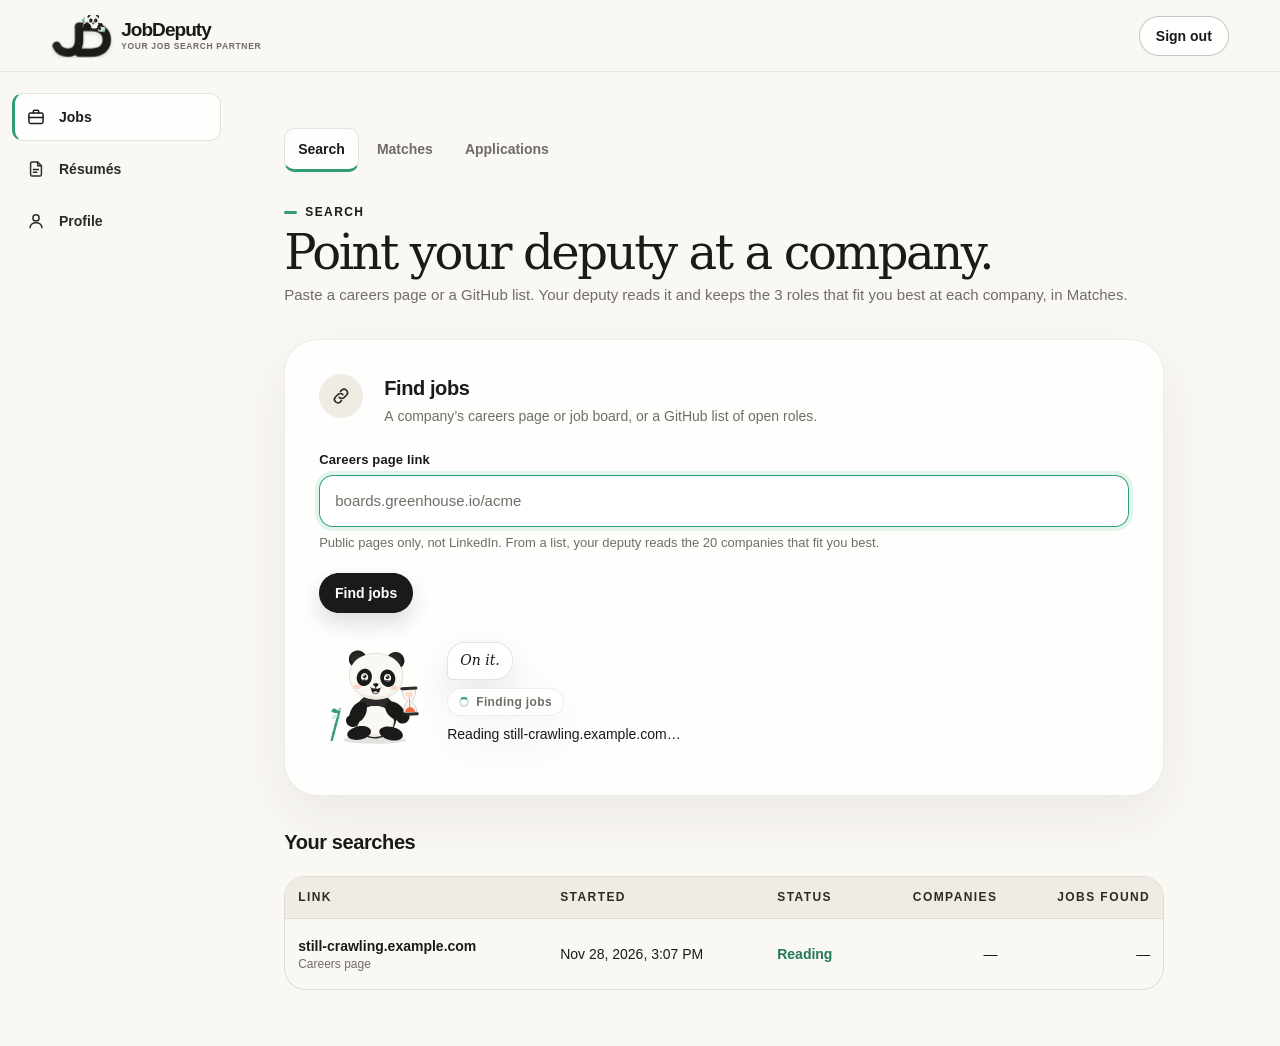 JobDeputy
YOUR JOB SEARCH PARTNER
Sign out
Jobs
Résumés
Profile
Search
Matches
Applications
SEARCH
Point your deputy at a company.
Paste a careers page or a GitHub list. Your deputy reads it and keeps the 3 roles that fit you best at each company, in Matches.
Find jobs
A company’s careers page or job board, or a GitHub list of open roles.
Careers page link
boards.greenhouse.io/acme
Public pages only, not LinkedIn. From a list, your deputy reads the 20 companies that fit you best.
Find jobs
On it.
Finding jobs
Reading still-crawling.example.com…
Your searches
LINK STARTED STATUS COMPANIES JOBS FOUND
still-crawling.example.com Nov 28, 2026, 3:07 PM Reading — —
Careers page